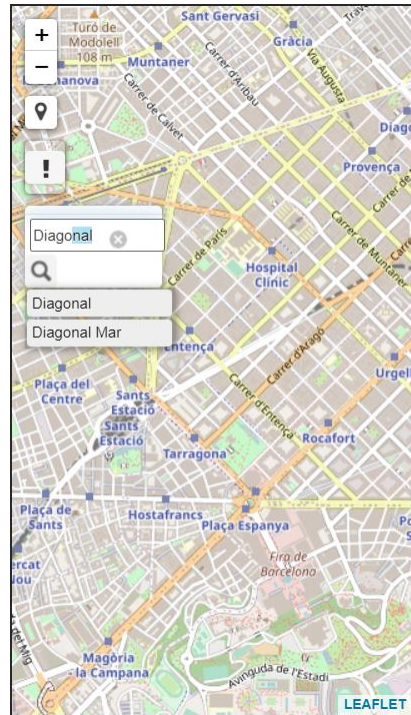 Sant Gervasi
Turó de
Modolell
108 m
Gràcia
Muntaner
Via Augusta
Carrer d'Aribau
Carrer de Calvet
Provença
Carrer de París
Carrer de Muntaner
+
−
!
Diagonal
Diagonal
Diagonal Mar
Hospital
Clínic
Entença
Carrer d'Aragó
Plaça del
Centre
Sants
Estació
Sants
Estació
Carrer d'Entença
Rocafort
Tarragona
Plaça de
Sants
Hostafrancs
Plaça Espanya
Fira de
Barcelona
Magòria
-la Campana
Avinguda de l'Estadi
LEAFLET